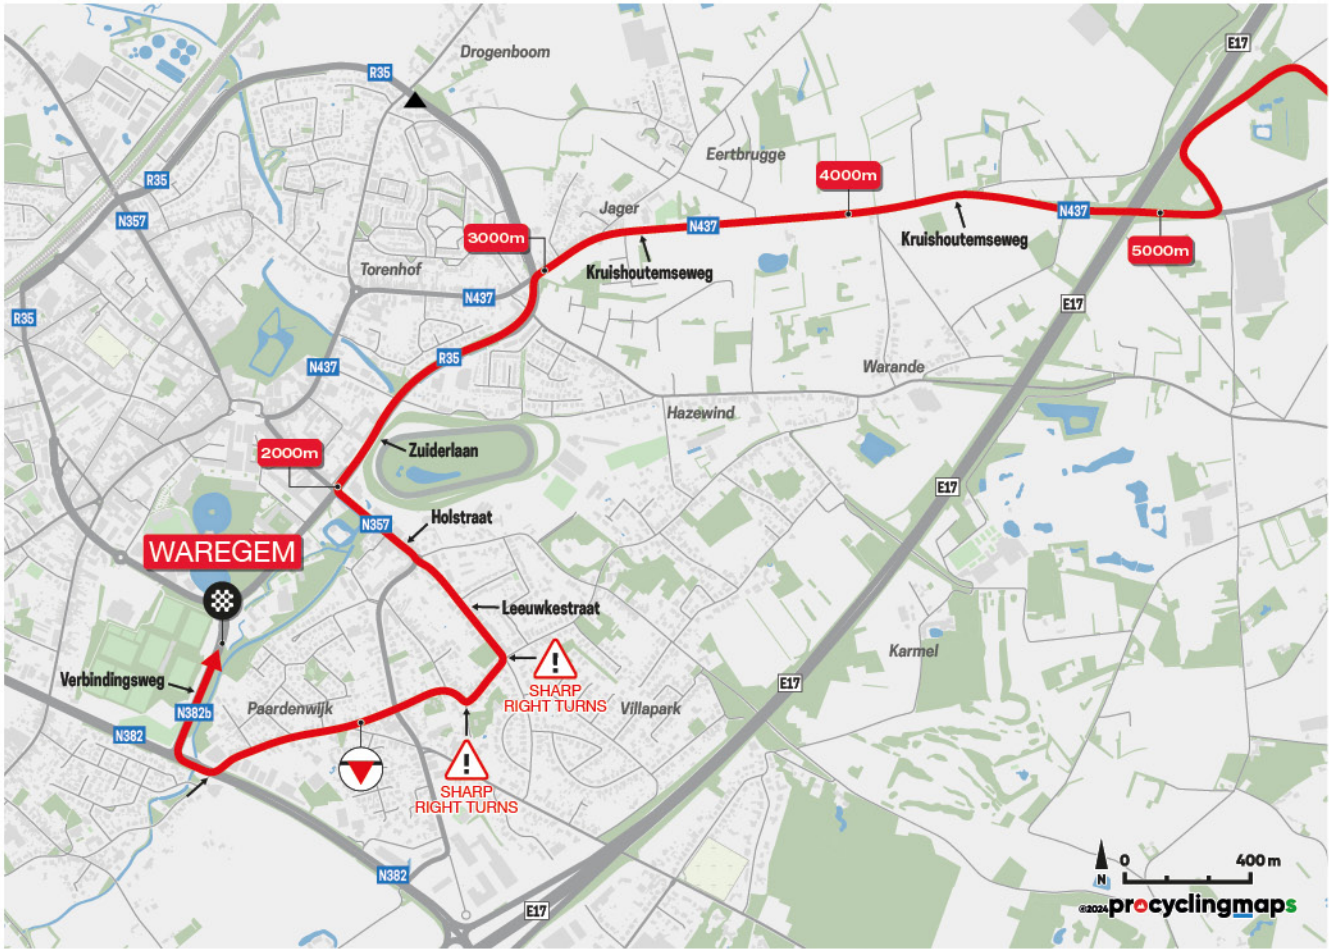 Drogenboom
E17
R35
Eertbrugge
4000m
R35
N357
Jager
N437
N437
3000m
Kruishoutemseweg
5000m
Torenhof
Kruishoutemseweg
N437
E17
R35
R35
N437
Warande
Hazewind
2000m
Zuiderlaan
E17
N357
Holstraat
WAREGEM
Leeuwkestraat
Karmel
Verbindingsweg
SHARP
RIGHT TURNS
E17
N382b
Paardenwijk
Villapark
N382
SHARP
RIGHT TURNS
N382
E17
0 400 m
N
©2024 procyclingmaps